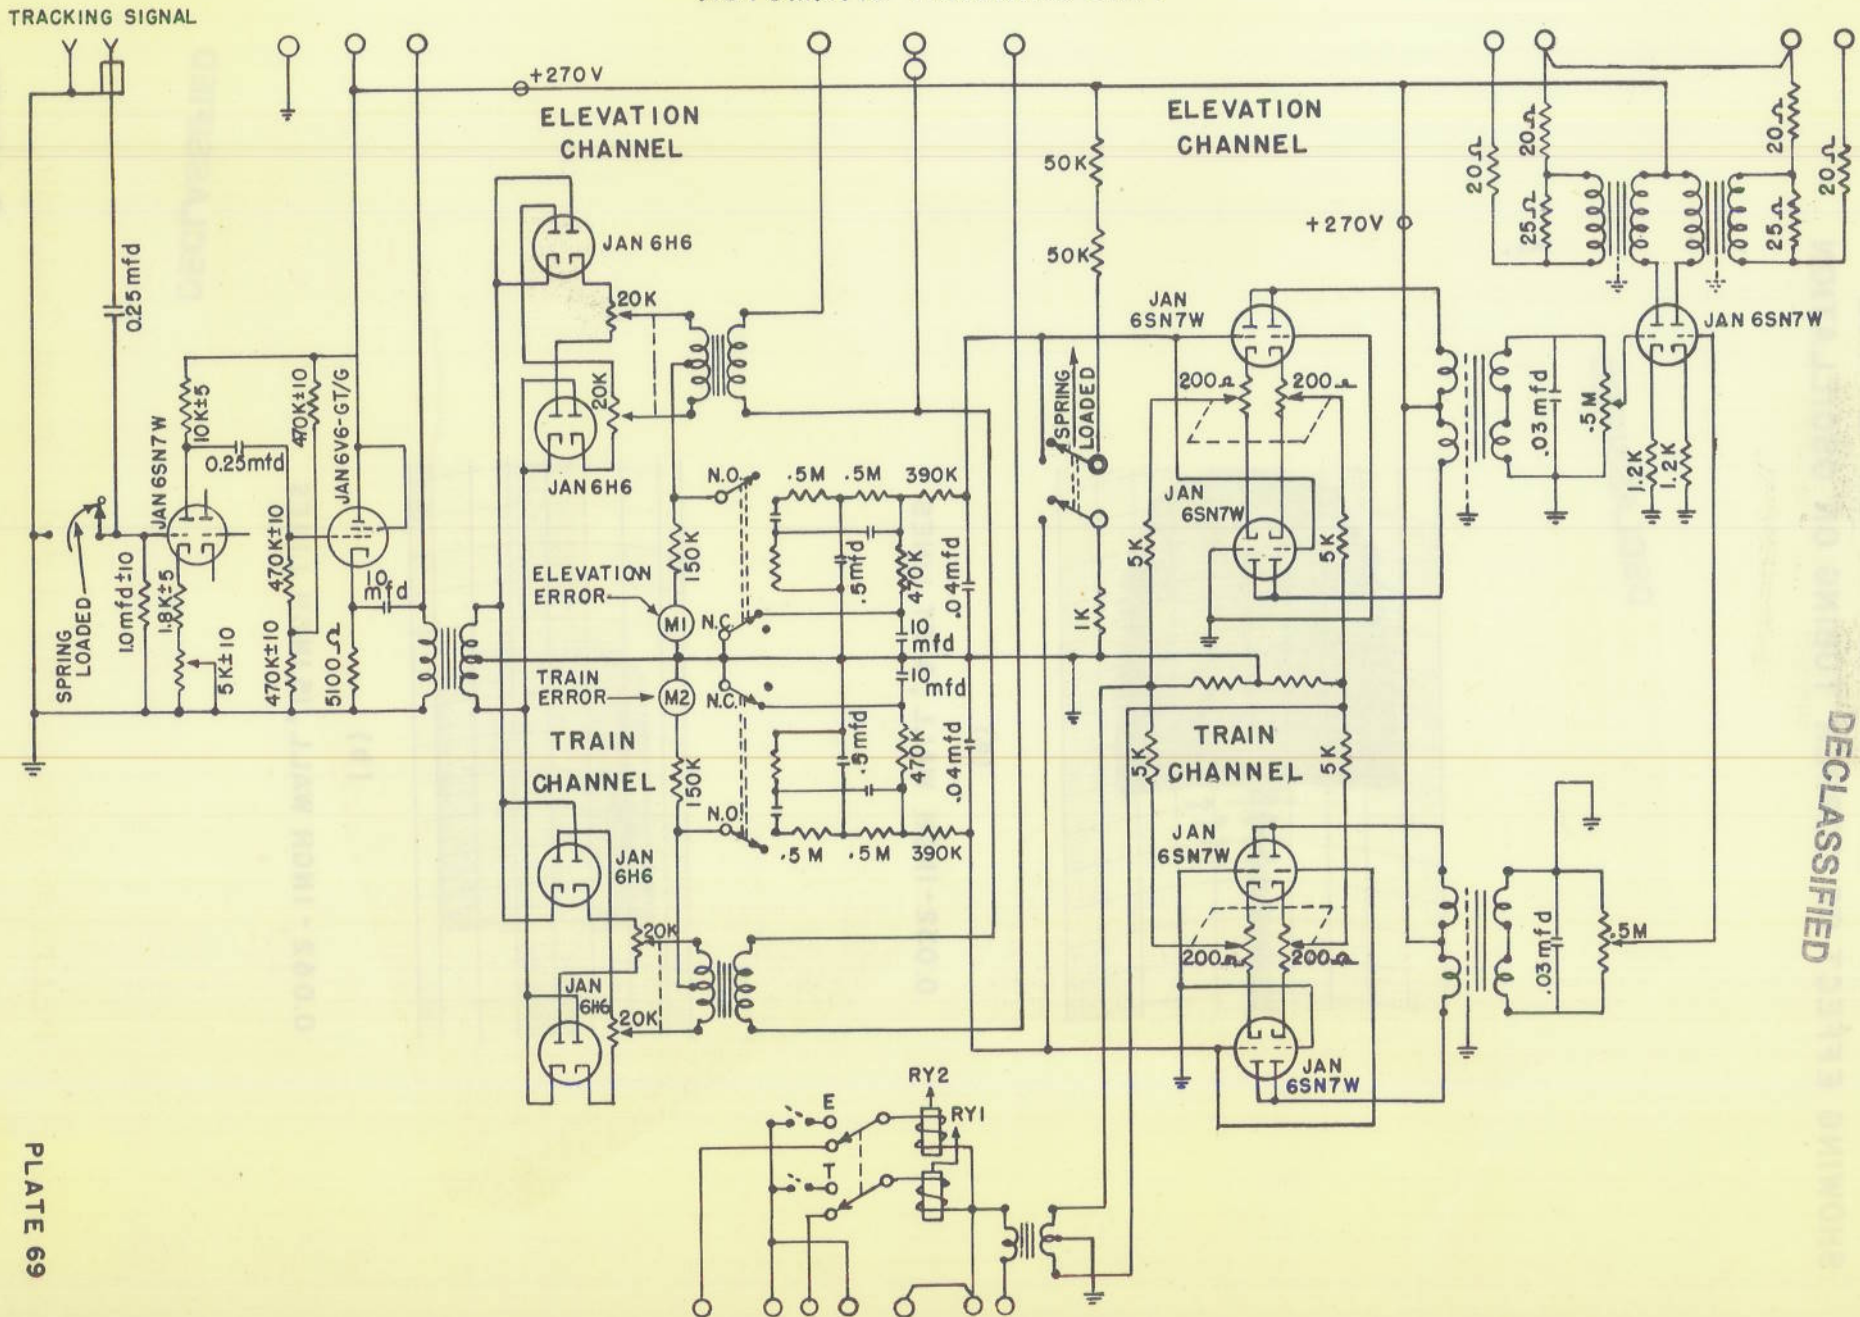 TRACKING SIGNAL
+270V
ELEVATION
CHANNEL
ELEVATION
CHANNEL
50K
50K
+270V
20Ω
20Ω
25Ω
20Ω
25Ω
20Ω
0.25mfd
JAN 6H6
20K
20K
JAN 6H6
JAN
6SN7W
200Ω
200Ω
JAN 6SN7W
SPRING
LOADED
.03mfd
.5M
1.2K
1.2K
JAN 6SN7W
10K±5
0.25mfd
470K±10
JAN6V6-GT/G
470K±10
470K±10
1.0mfd±10
1.8K±5
5K±10
5100Ω
10
mfd
SPRING
LOADED
N.O.
.5M
.5M
390K
150K
ELEVATION
ERROR
M1
N.C.
.5mfd
470K
.04mfd
10
mfd
JAN
6SN7W
5K
5K
1K
TRAIN
ERROR
M2
N.C.
10
mfd
TRAIN
CHANNEL
.5mfd
470K
.04mfd
150K
N.O.
.5M
.5M
390K
TRAIN
CHANNEL
5K
5K
JAN
6H6
20K
JAN
6H6
20K
JAN
6SN7W
200Ω
200Ω
JAN
6SN7W
.03mfd
.5M
RY2
RY1
E
T
DECLASSIFIED
PLATE 69